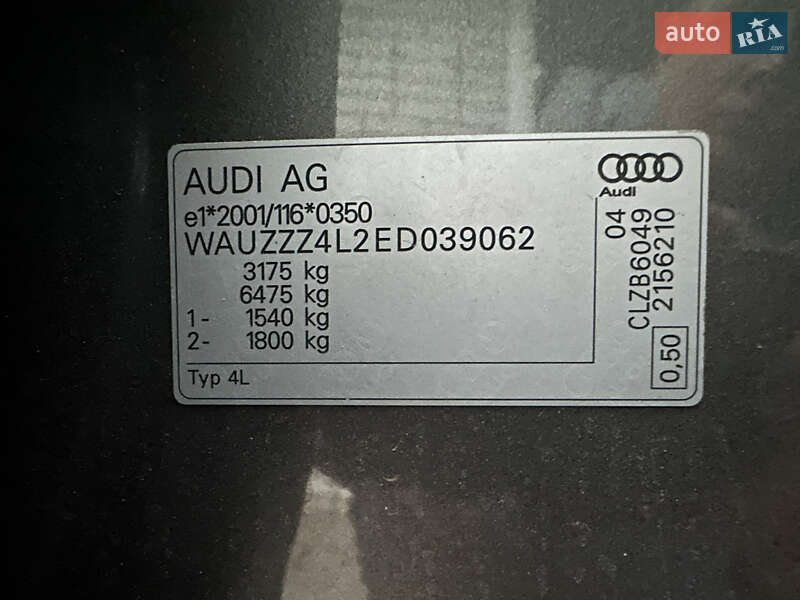 auto RIA .com
AUDI AG
Audi
e1*2001/116*0350
WAUZZZ4L2ED039062
3175 kg
6475 kg
1- 1540 kg
2- 1800 kg
Typ 4L
04
CLZB6049
2156210
0,50